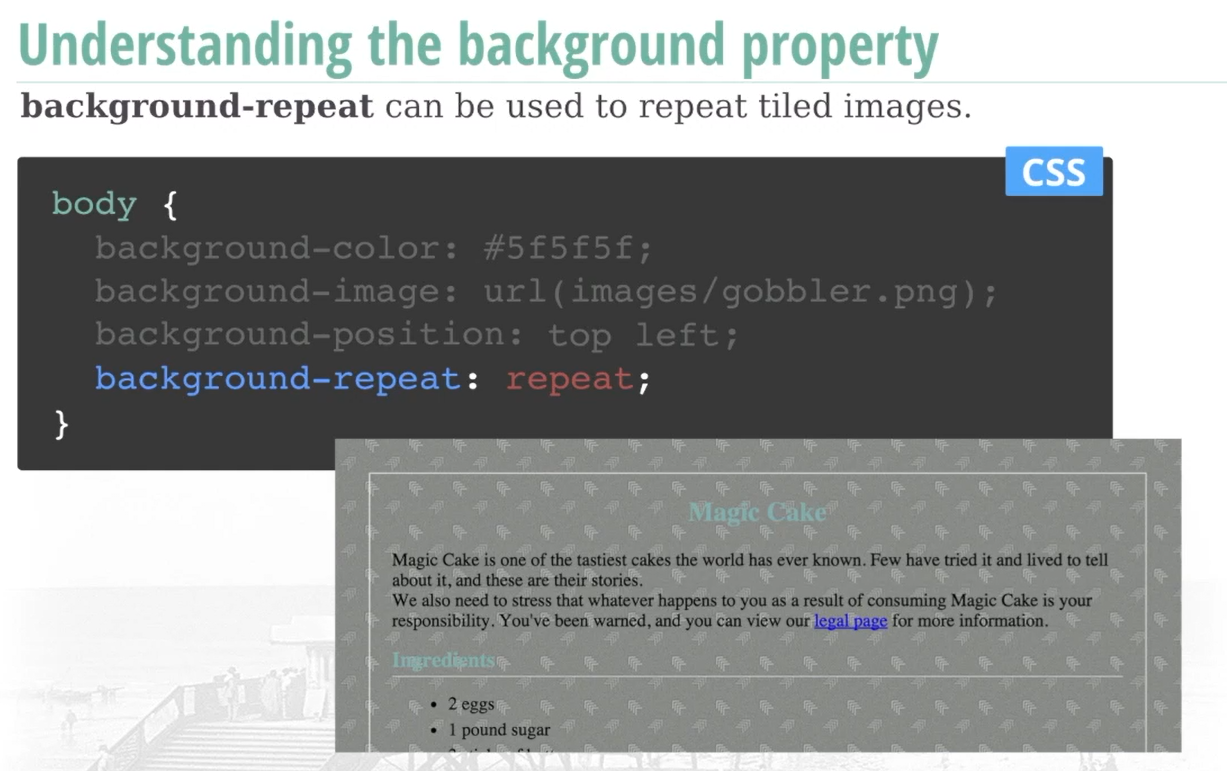 Understanding the background property
background-repeat can be used to repeat tiled images.
CSS
body {
background-color: #5f5f5f;
background-image: url(images/gobbler.png);
background-position: top left;
background-repeat: repeat;
}
Magic Cake
Magic Cake is one of the tastiest cakes the world has ever known. Few have tried it and lived to tell
about it, and these are their stories.
We also need to stress that whatever happens to you as a result of consuming Magic Cake is your
responsibility. You've been warned, and you can view our legal page for more information.
Ingredients
2 eggs
1 pound sugar